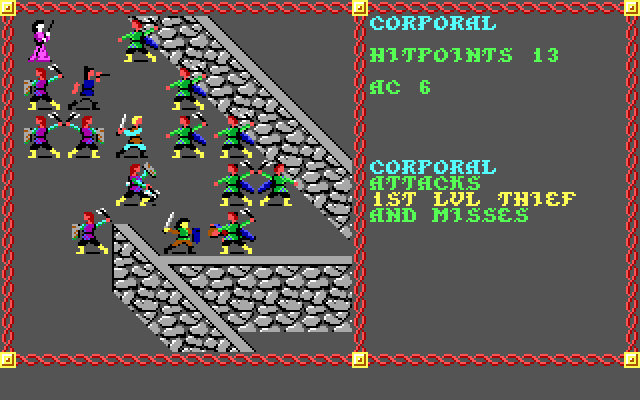 CORPORAL
HITPOINTS 13
AC 6
CORPORAL
ATTACKS
1ST LVL THIEF
AND MISSES